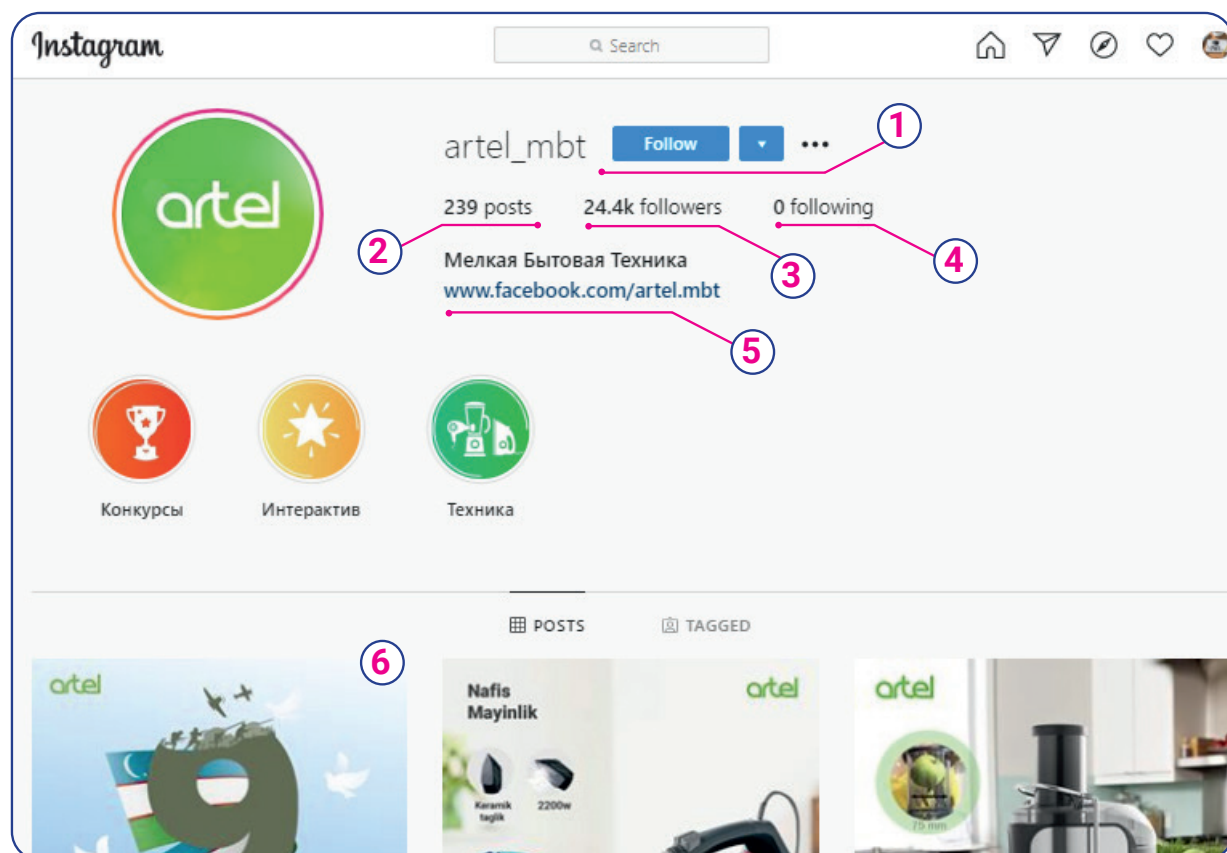 Instagram
Search
artel
artel_mbt Follow
1
239 posts 24.4k followers 0 following
2
3
4
Мелкая Бытовая Техника
www.facebook.com/artel.mbt
5
Конкурсы Интерактив Техника
POSTS TAGGED
6
artel
9
Nafis
Mayinlik
artel
Keramik
taglik
2200w
artel
75 mm